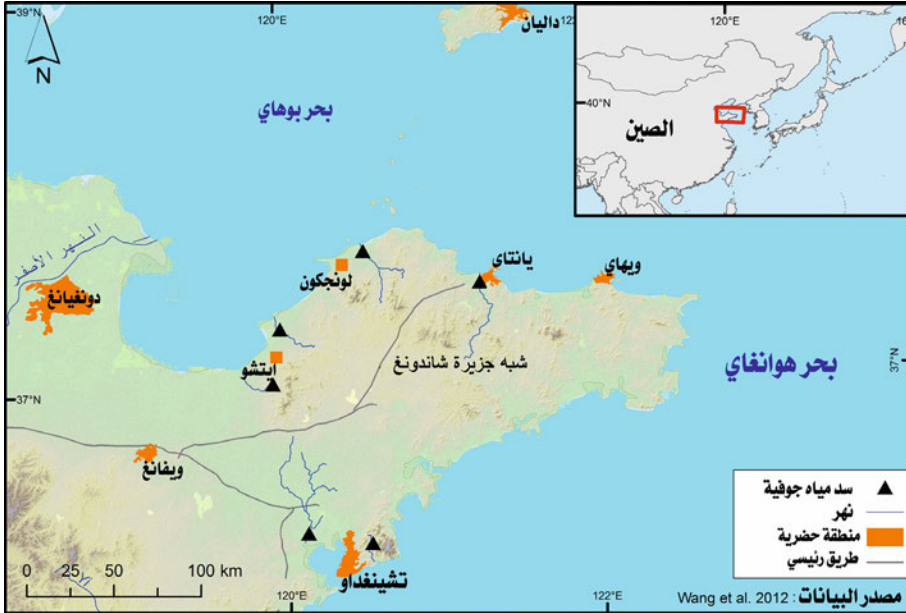 39°N
120°E
داليان
N
بحر بوهاي
120°E
40°N
الصين
النهر الأصفر
دونغيانغ
لونجكون
يانتاي
ويهاي
ايتشو
شبه جزيرة شاندونغ
بحر هوانغاي
37°N
37°N
ويفانغ
تشينغداو
سد مياه جوفية
نهر
منطقة حضرية
طريق رئيسي
0 25 50 100 km
120°E
122°E
مصدر البيانات : Wang et al. 2012